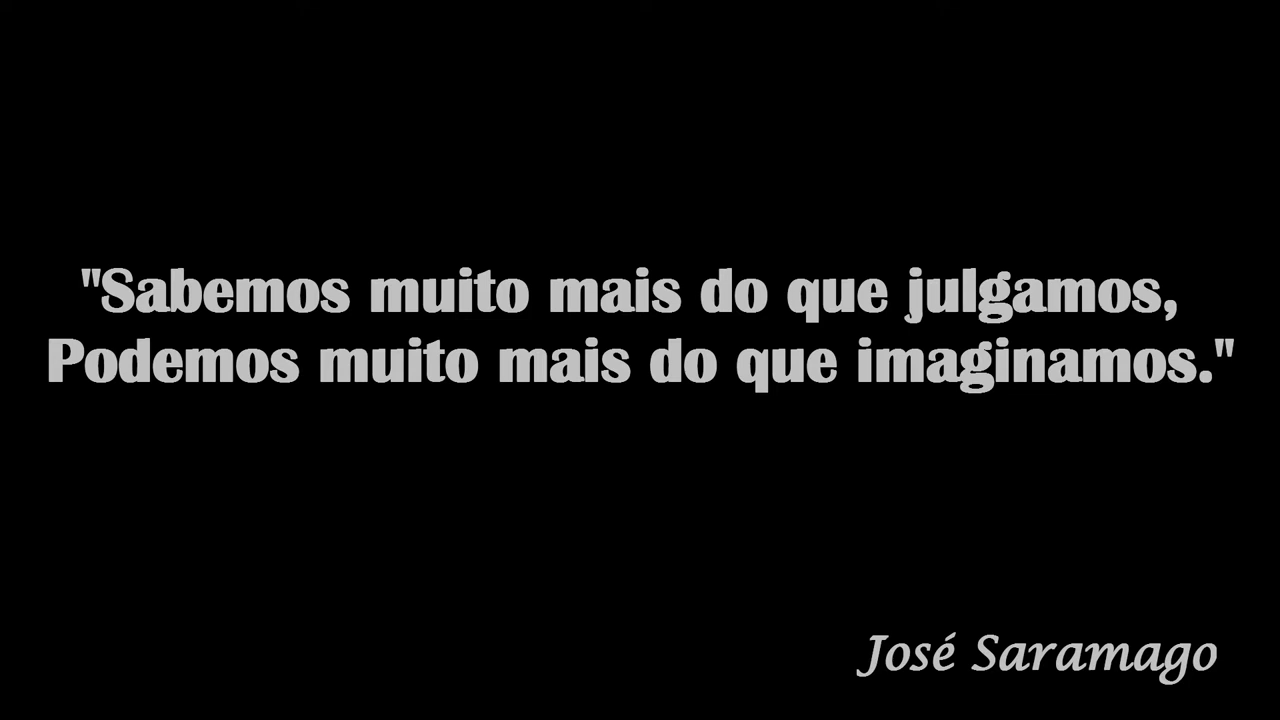 "Sabemos muito mais do que julgamos,
Podemos muito mais do que imaginamos."
José Saramago